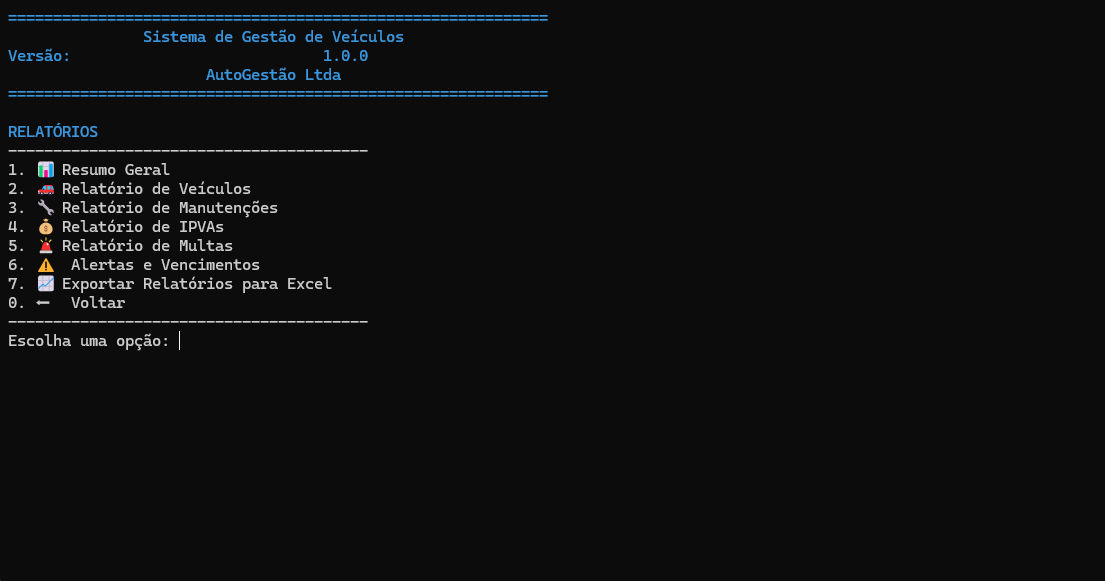 ============================================================
Sistema de Gestão de Veículos
Versão: 1.0.0
AutoGestão Ltda
============================================================
RELATÓRIOS
----------------------------------------
1. 📊 Resumo Geral
2. 🚗 Relatório de Veículos
3. 🔧 Relatório de Manutenções
4. 💰 Relatório de IPVAs
5. 🚨 Relatório de Multas
6. ⚠️ Alertas e Vencimentos
7. 📈 Exportar Relatórios para Excel
0. ⬅️ Voltar
----------------------------------------
Escolha uma opção: